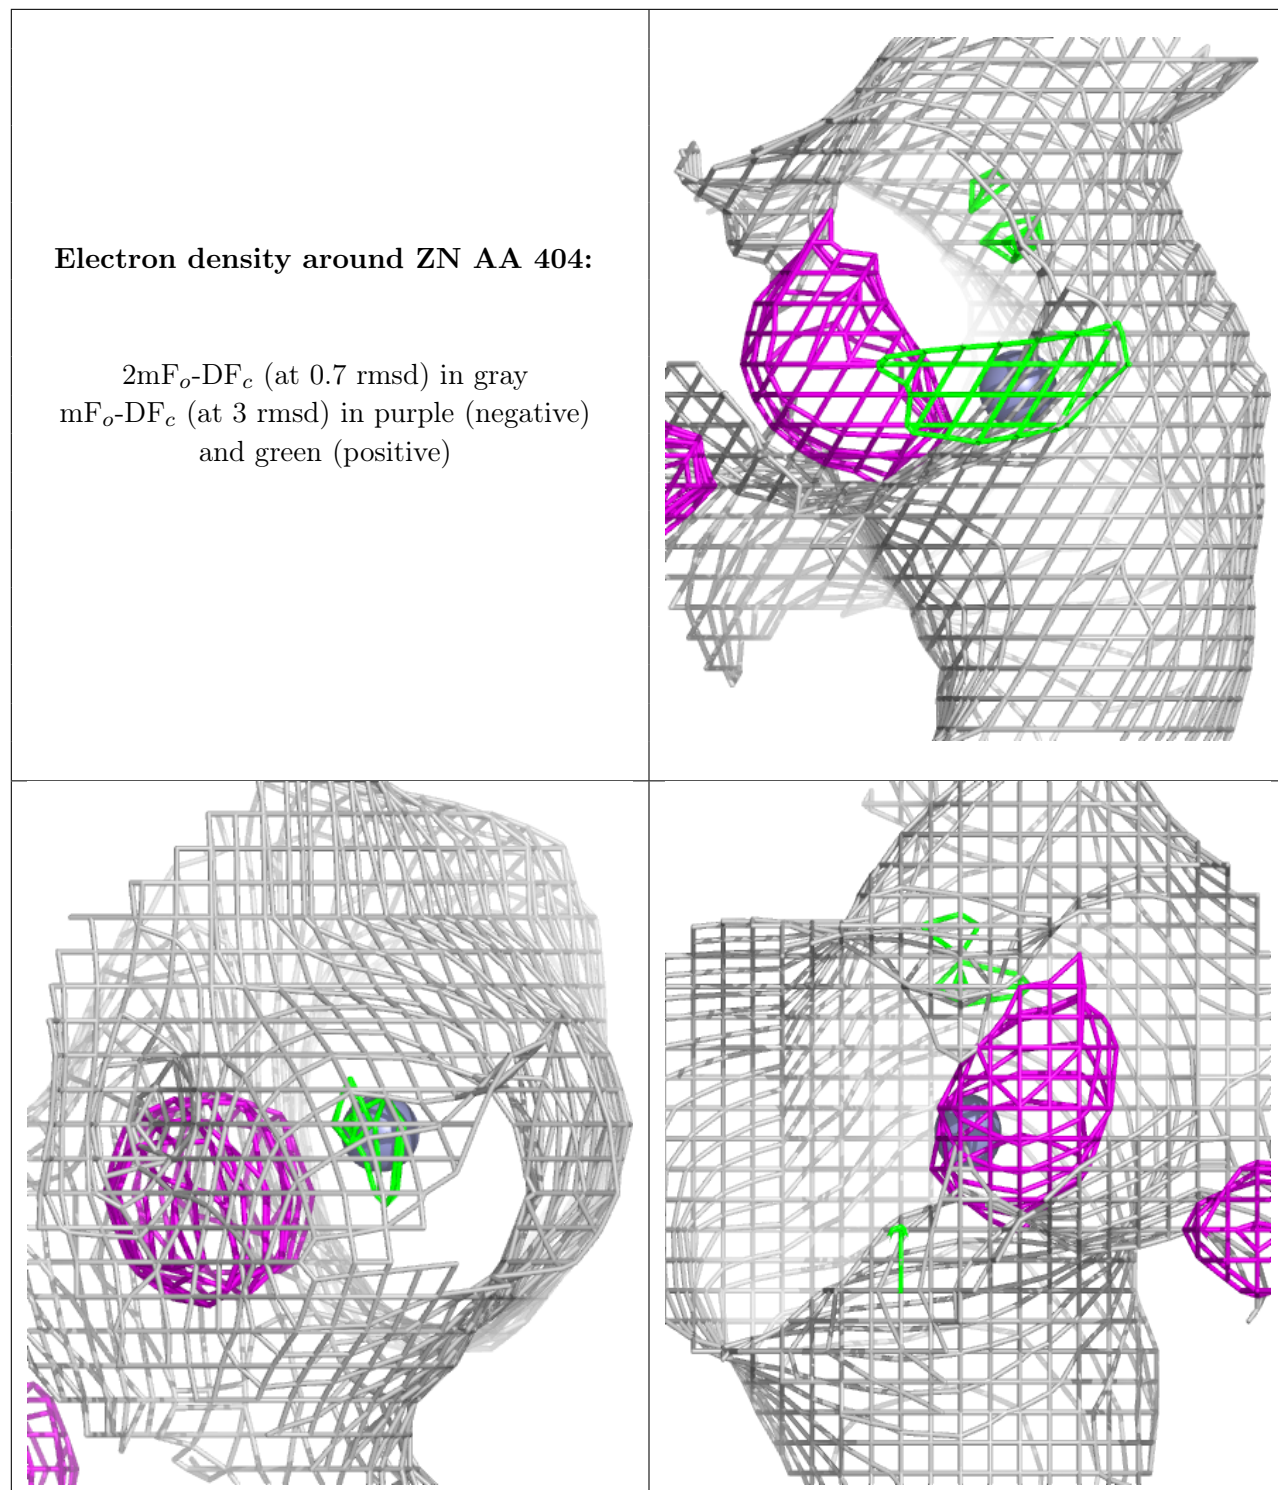 Electron density around ZN AA 404:
2mFo-DFc (at 0.7 rmsd) in gray
mFo-DFc (at 3 rmsd) in purple (negative)
and green (positive)